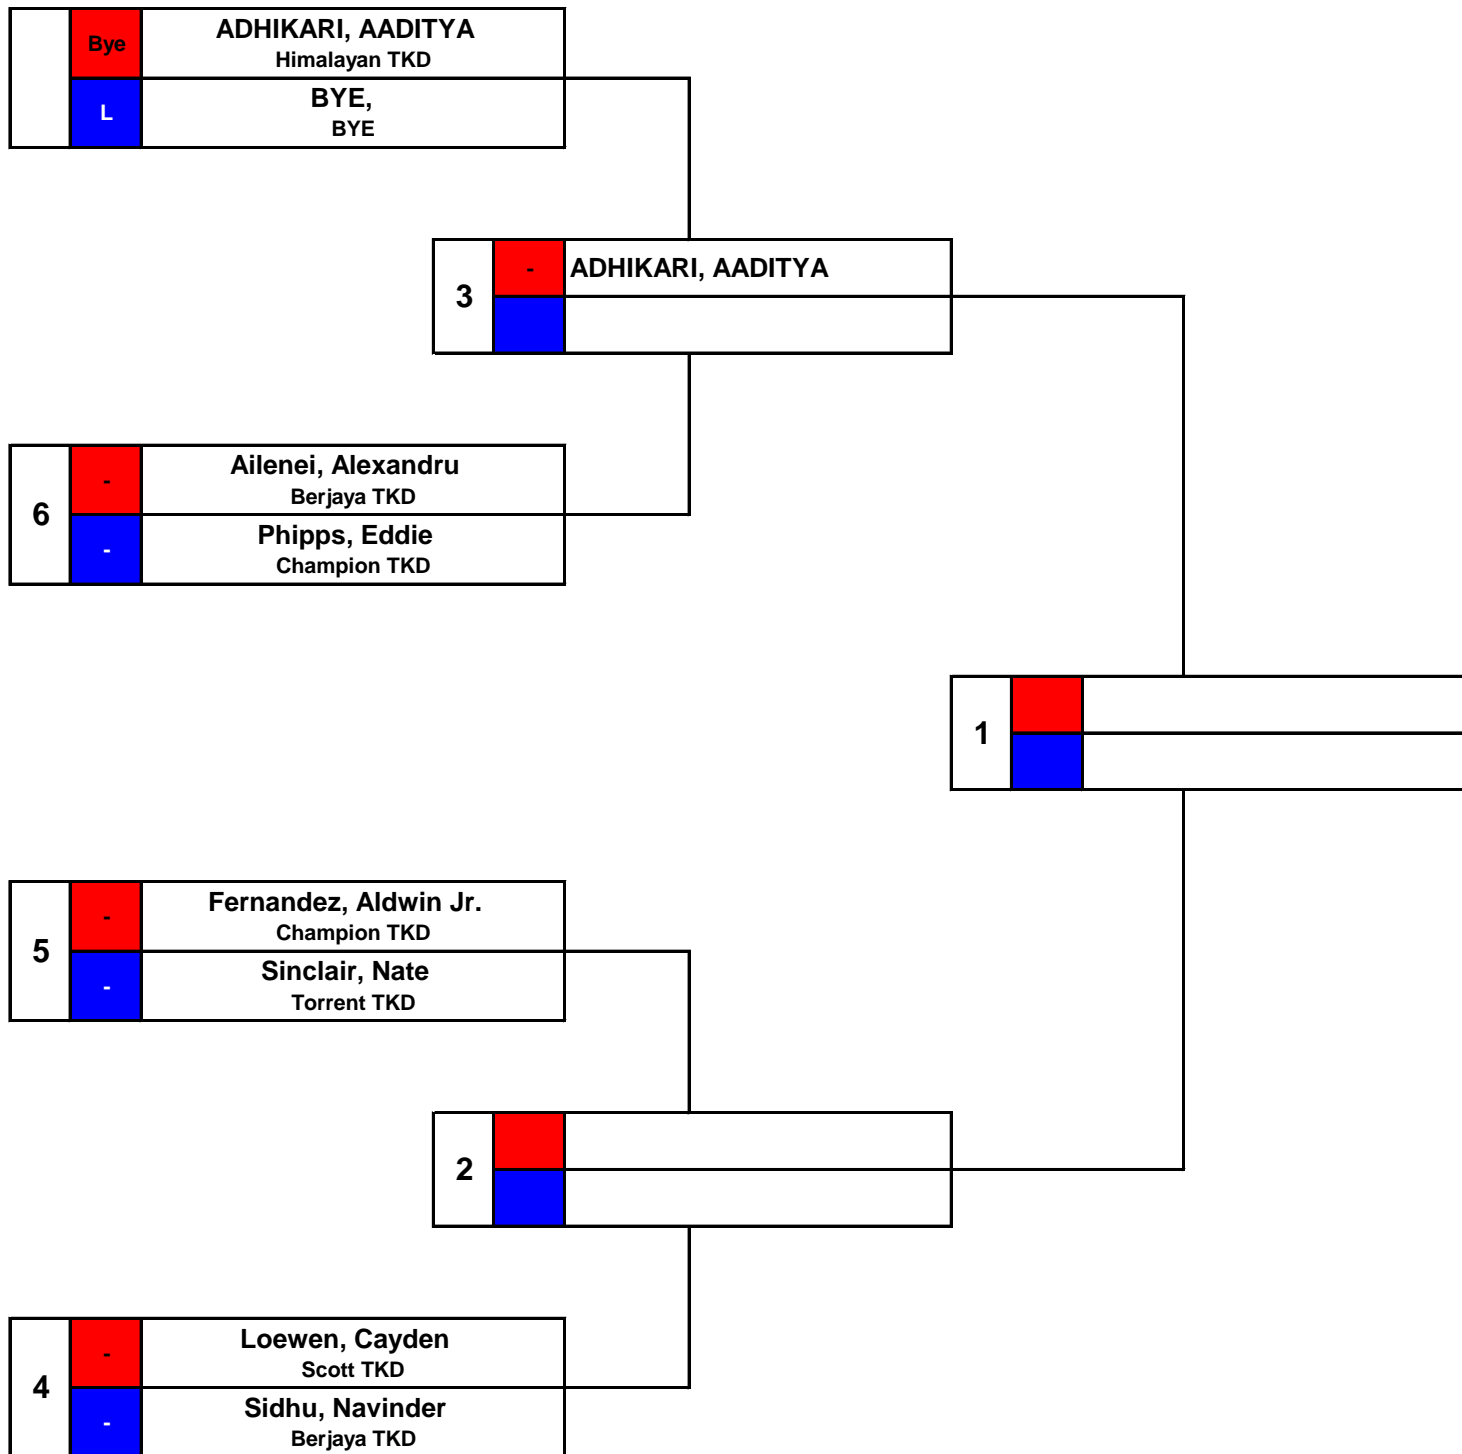 Bye
ADHIKARI, AADITYA
Himalayan TKD
L
BYE,
BYE
3
-
ADHIKARI, AADITYA
6
-
Ailenei, Alexandru
Berjaya TKD
-
Phipps, Eddie
Champion TKD
1
5
-
Fernandez, Aldwin Jr.
Champion TKD
-
Sinclair, Nate
Torrent TKD
2
4
-
Loewen, Cayden
Scott TKD
-
Sidhu, Navinder
Berjaya TKD